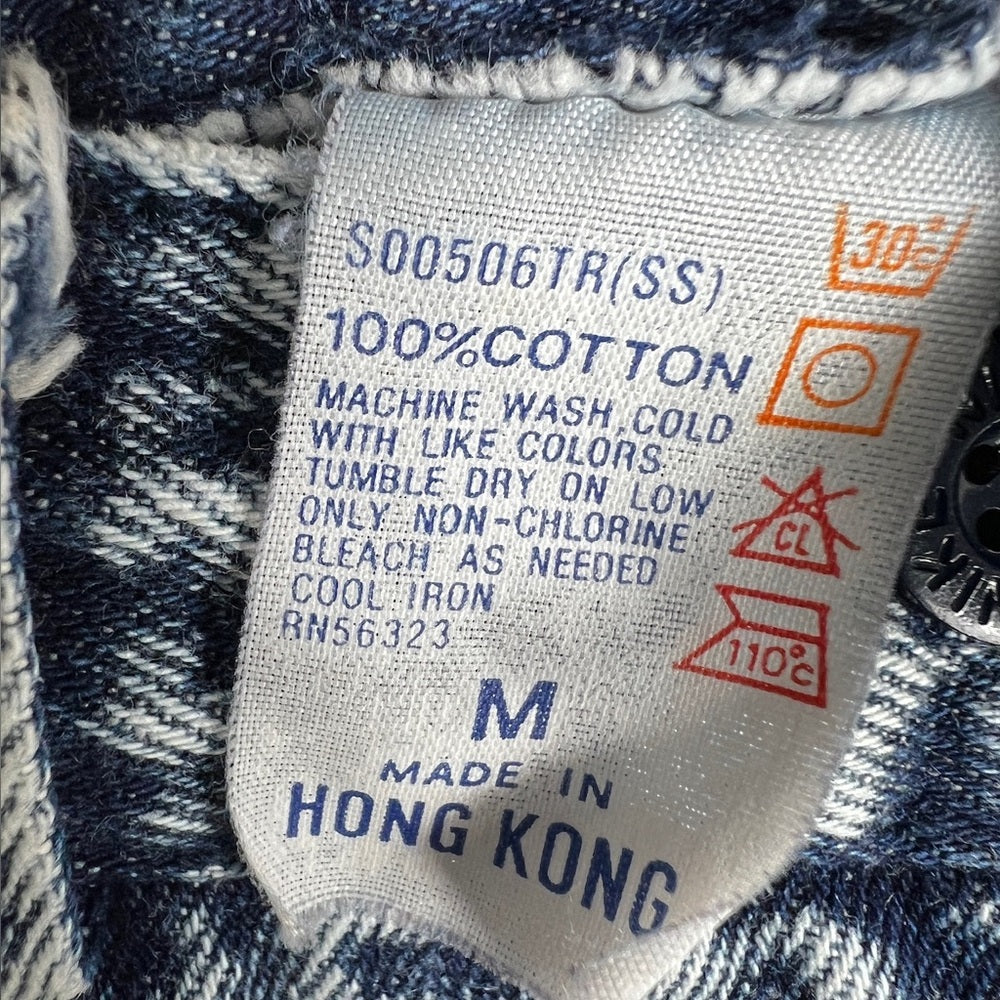 S00506TR(SS)
100%COTTON
MACHINE WASH,COLD
WITH LIKE COLORS
TUMBLE DRY ON LOW
ONLY NON-CHLORINE
BLEACH AS NEEDED
COOL IRON
RN56323
M
MADE IN
HONG KONG
30°C
CL
110°C